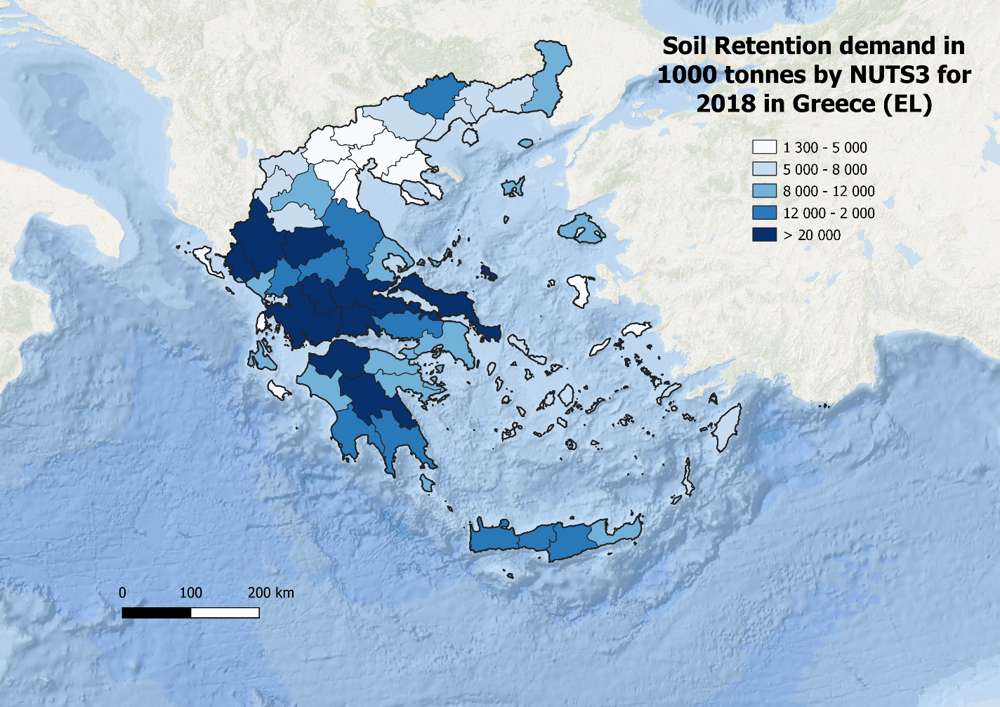 Soil Retention demand in
1000 tonnes by NUTS3 for
2018 in Greece (EL)
1 300 - 5 000
5 000 - 8 000
8 000 - 12 000
12 000 - 2 000
> 20 000
0 100 200 km